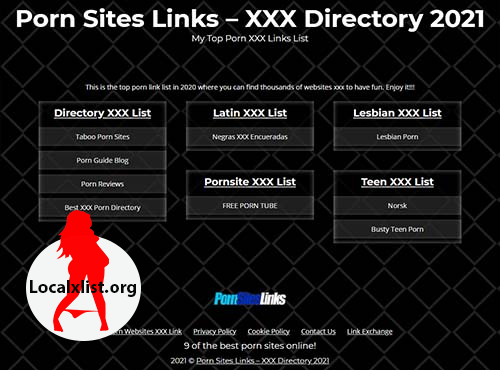 Porn Sites Links – XXX Directory 2021
My Top Porn XXX Links List
This is the top porn link list in 2020 where you can find thousands of websites xxx to have fun. Enjoy it!!!
Directory XXX List
Taboo Porn Sites
Porn Guide Blog
Porn Reviews
Best XXX Porn Directory
Latin XXX List
Negras XXX Encueradas
Lesbian XXX List
Lesbian Porn
Pornsite XXX List
FREE PORN TUBE
Teen XXX List
Norsk
Busty Teen Porn
Localxlist.org
PornSitesLinks
Websites XXX Link Privacy Policy Cookie Policy Contact Us Link Exchange
9 of the best porn sites online!
2021 © Porn Sites Links – XXX Directory 2021